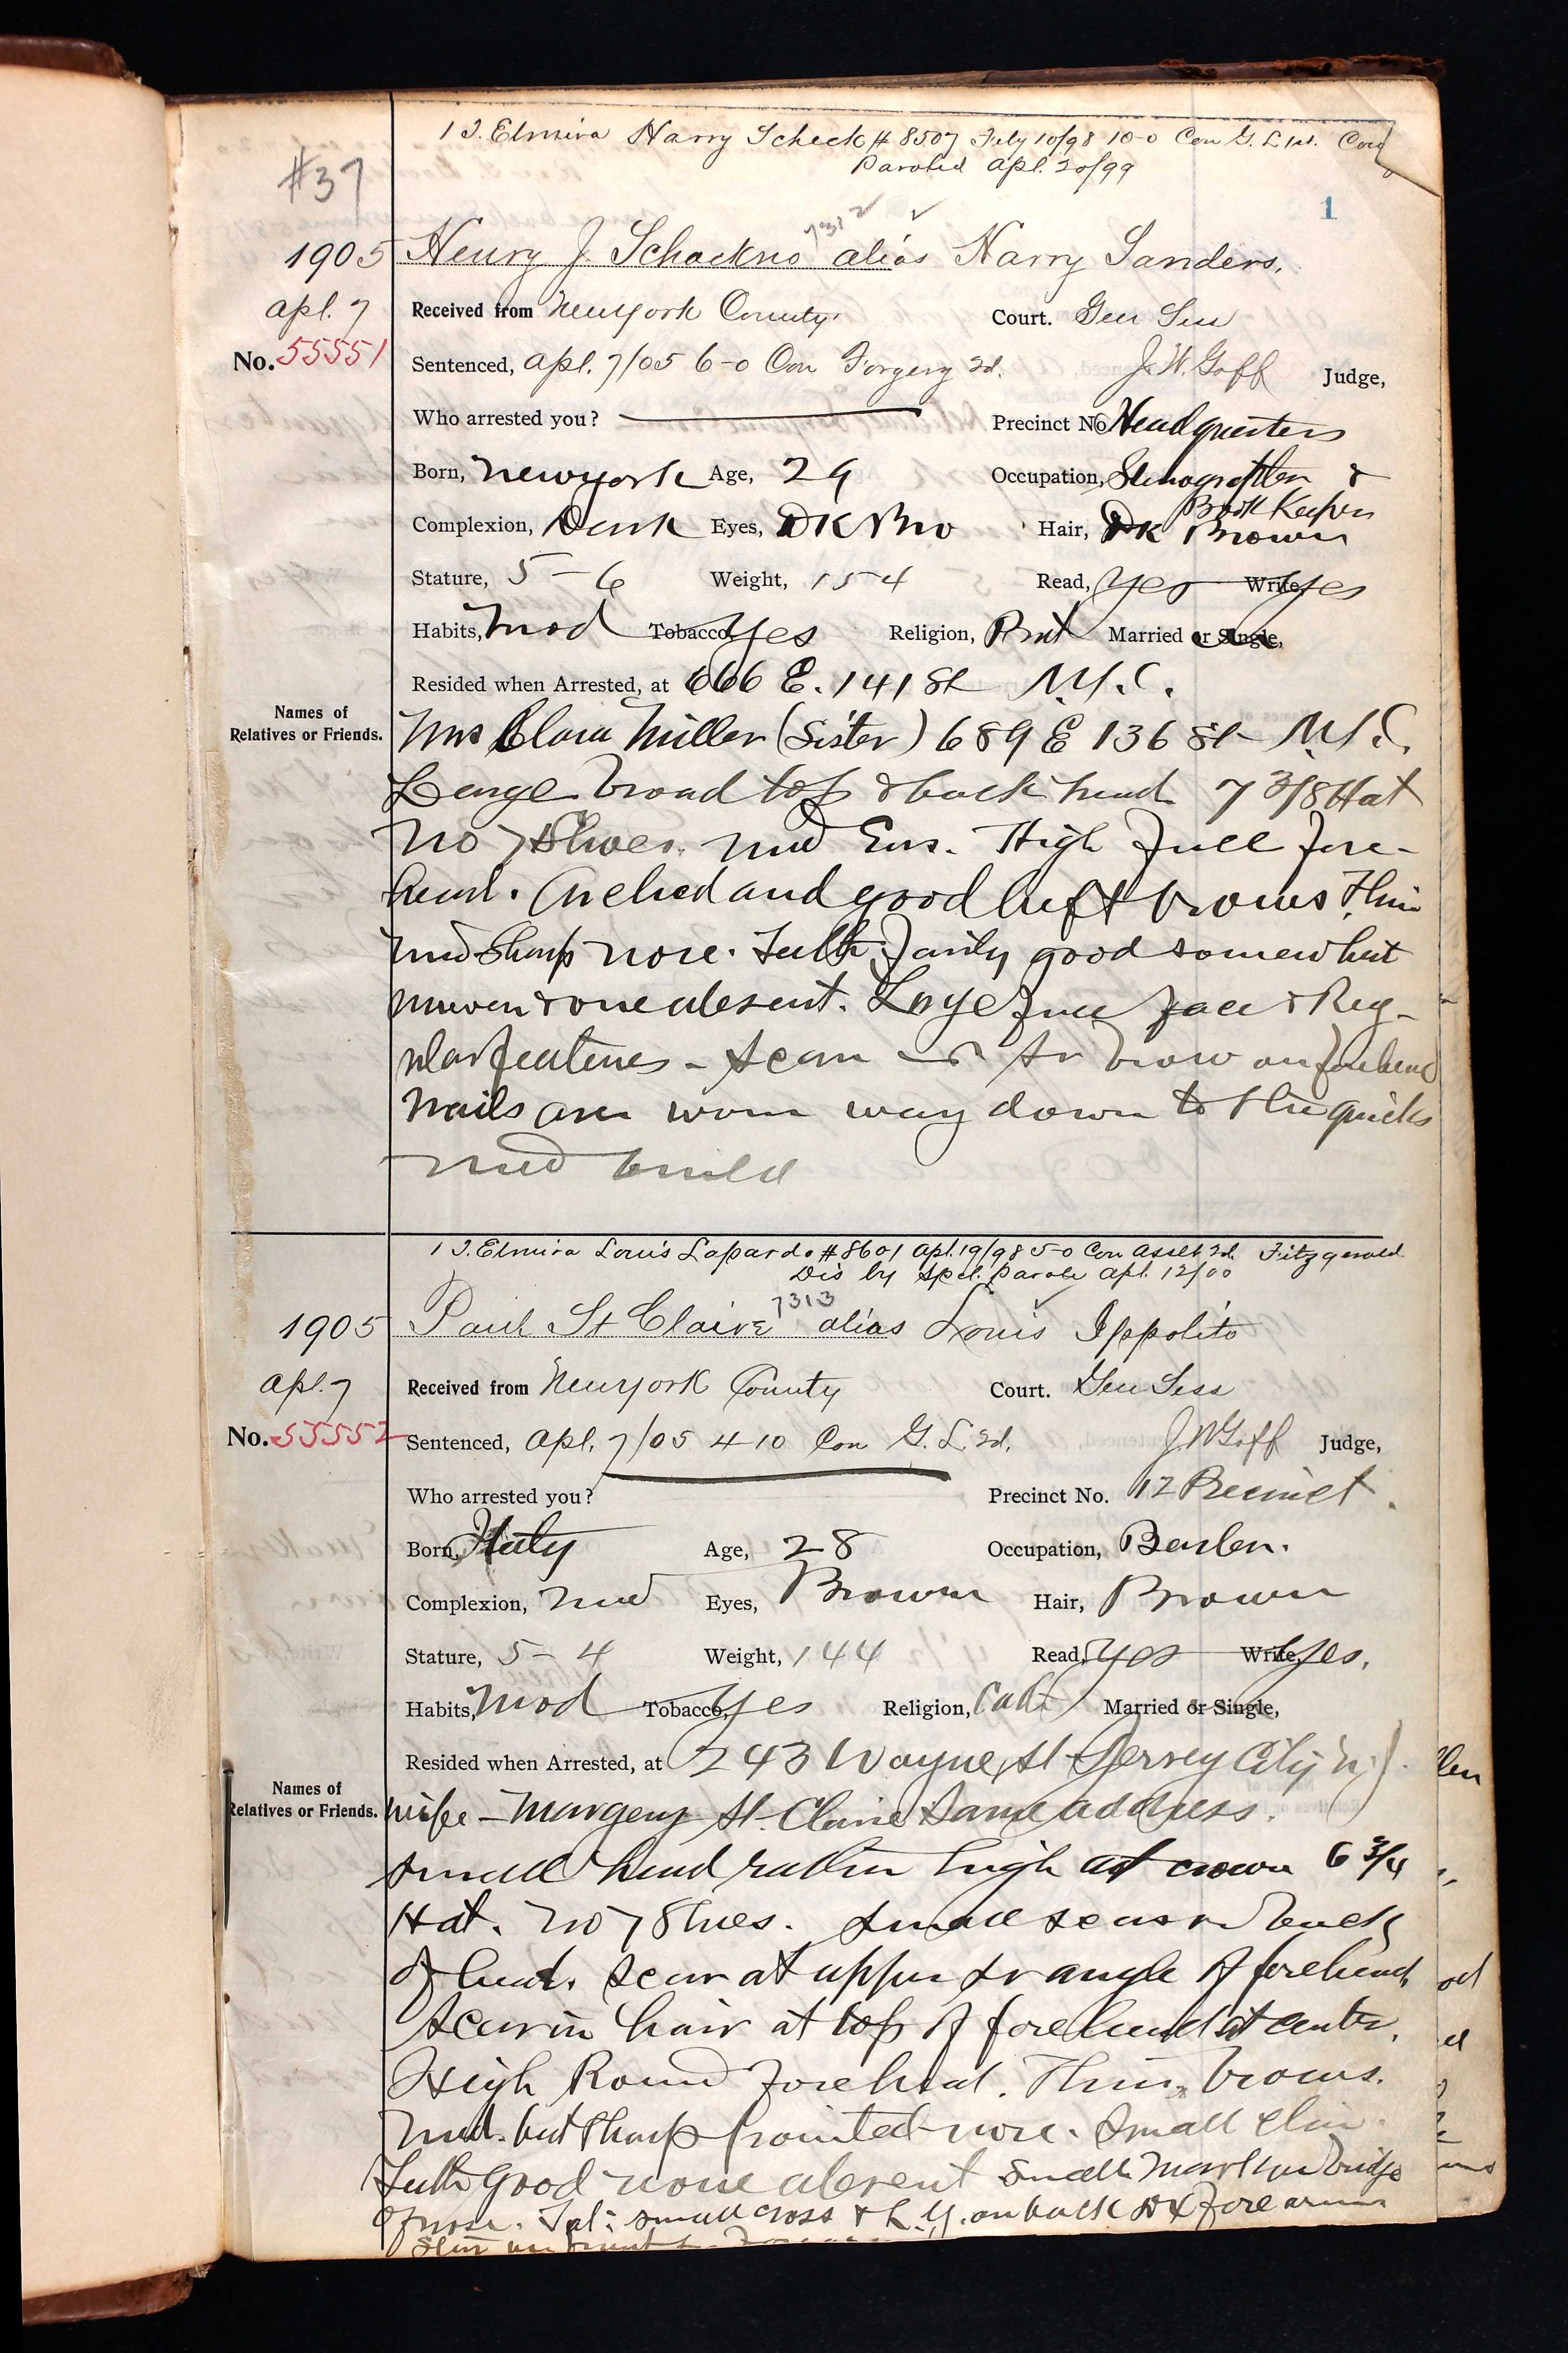 1 T. Elmira Harry Scheck # 8507 July 10/98 10-0 Con G. L. 1st.
Paroled Apl. 20/99
#37
1
1905 Henry J. Schackno alias Harry Sanders.
Apl. 7 Received from New York County. Court. Gen Sess
No. 55551 Sentenced, Apl. 7/05 6-0 Con Forgery 2d. J. W. Goff Judge,
Who arrested you? Precinct No Headquarters
Born, New York Age, 29 Occupation, Stenographer &
Book Keeper
Complexion, Dark Eyes, DK Bro Hair, DK Brown
Stature, 5-6 Weight, 154 Read, Yes Write, Yes
Habits, Mod Tobacco, Yes Religion, Prot Married or Single,
Resided when Arrested, at 666 E. 141 St N.Y.C.
Names of
Relatives or Friends.
Mrs Clara Miller (Sister) 689 E 136 St N.Y.C.
Large broad top & back head 7 3/8 Hat
No 7 Shoes. Med Ears. High full fore-
head. Arched and good heft brows. Thin
Med Sharp nose. Teeth fairly good somewhat
uneven & one absent. Large full face & Reg-
ular features - Scar over brow on forehead
Nails are worn way down to the quicks
Med build
1 T. Elmira Louis Lopardo # 8601 Apl. 19/98 5-0 Con Asslt 2d. Fitzgerald
Dis by Spcl. Parole Apl. 12/00
7313
1905 Paul St Claire alias Louis Ippolito
Apl. 7 Received from New York County Court. Gen Sess
No. 55552 Sentenced, Apl. 7/05 4-10 Con G. L. 2d. J. W. Goff Judge,
Who arrested you? Precinct No. 12 Precinct.
Born, Italy Age, 28 Occupation, Barber.
Complexion, Med Eyes, Brown Hair, Brown
Stature, 5-4 Weight, 144 Read, Yes Write, Yes.
Habits, Mod Tobacco, Yes Religion, Cath Married or Single,
Resided when Arrested, at 243 Wayne St Jersey City N.J.
Names of
Relatives or Friends.
Wife - Margery St. Claire Same address.
Small head rather high at crown 6 3/4
Hat. No 7 Shoes. Small scar on back
of head. Scar at upper angle of forehead
Scar in hair at top of forehead at center.
High Round Forehead. Thin brows.
Med. but Sharp pointed nose. Small chin.
Teeth good none absent Small Mark on bridge
of nose. Tat: small cross & L. Y. on back forearm